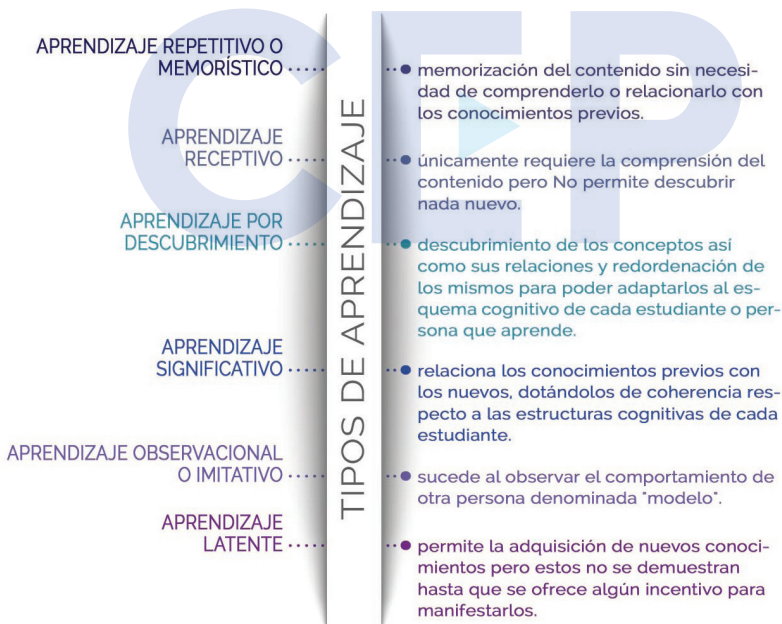 CEP
TIPOS DE APRENDIZAJE
APRENDIZAJE REPETITIVO O
MEMORÍSTICO
memorización del contenido sin necesi-
dad de comprenderlo o relacionarlo con
los conocimientos previos.
APRENDIZAJE
RECEPTIVO
únicamente requiere la comprensión del
contenido pero No permite descubrir
nada nuevo.
APRENDIZAJE POR
DESCUBRIMIENTO
descubrimiento de los conceptos así
como sus relaciones y redordenación de
los mismos para poder adaptarlos al es-
quema cognitivo de cada estudiante o per-
sona que aprende.
APRENDIZAJE
SIGNIFICATIVO
relaciona los conocimientos previos con
los nuevos, dotándolos de coherencia res-
pecto a las estructuras cognitivas de cada
estudiante.
APRENDIZAJE OBSERVACIONAL
O IMITATIVO
sucede al observar el comportamiento de
otra persona denominada "modelo".
APRENDIZAJE
LATENTE
permite la adquisición de nuevos conoci-
mientos pero estos no se demuestran
hasta que se ofrece algún incentivo para
manifestarlos.